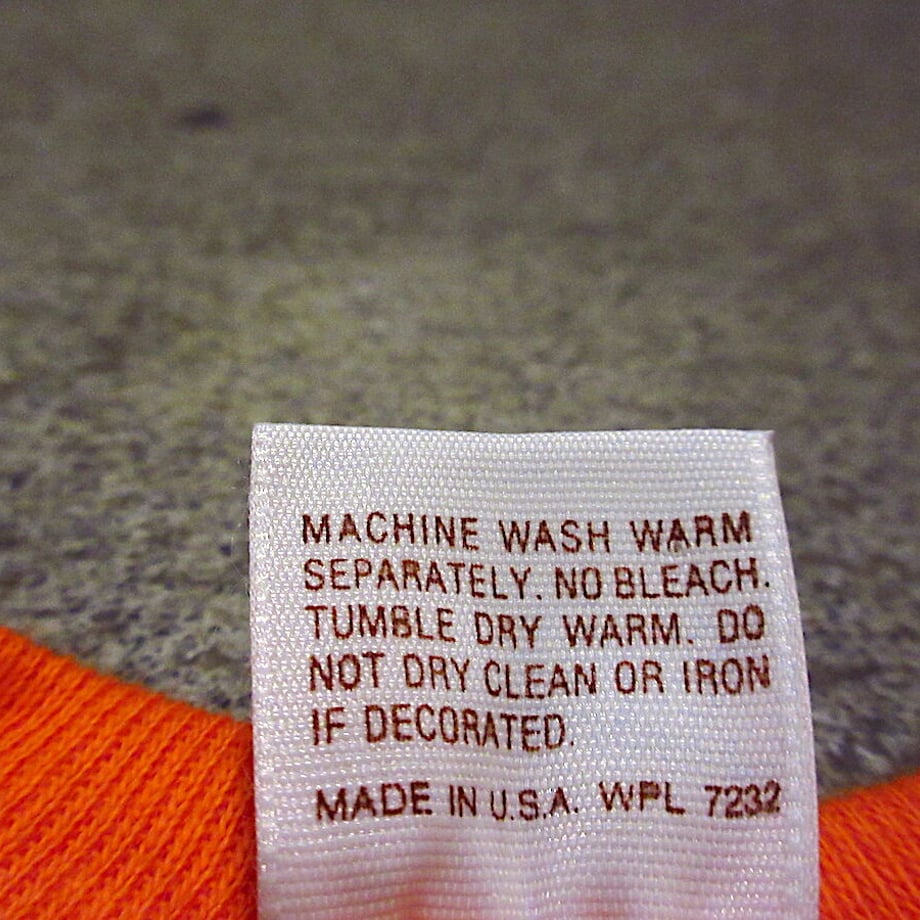 MACHINE WASH WARM
SEPARATELY. NO BLEACH.
TUMBLE DRY WARM. DO
NOT DRY CLEAN OR IRON
IF DECORATED.
MADE IN U.S.A. WPL 7232